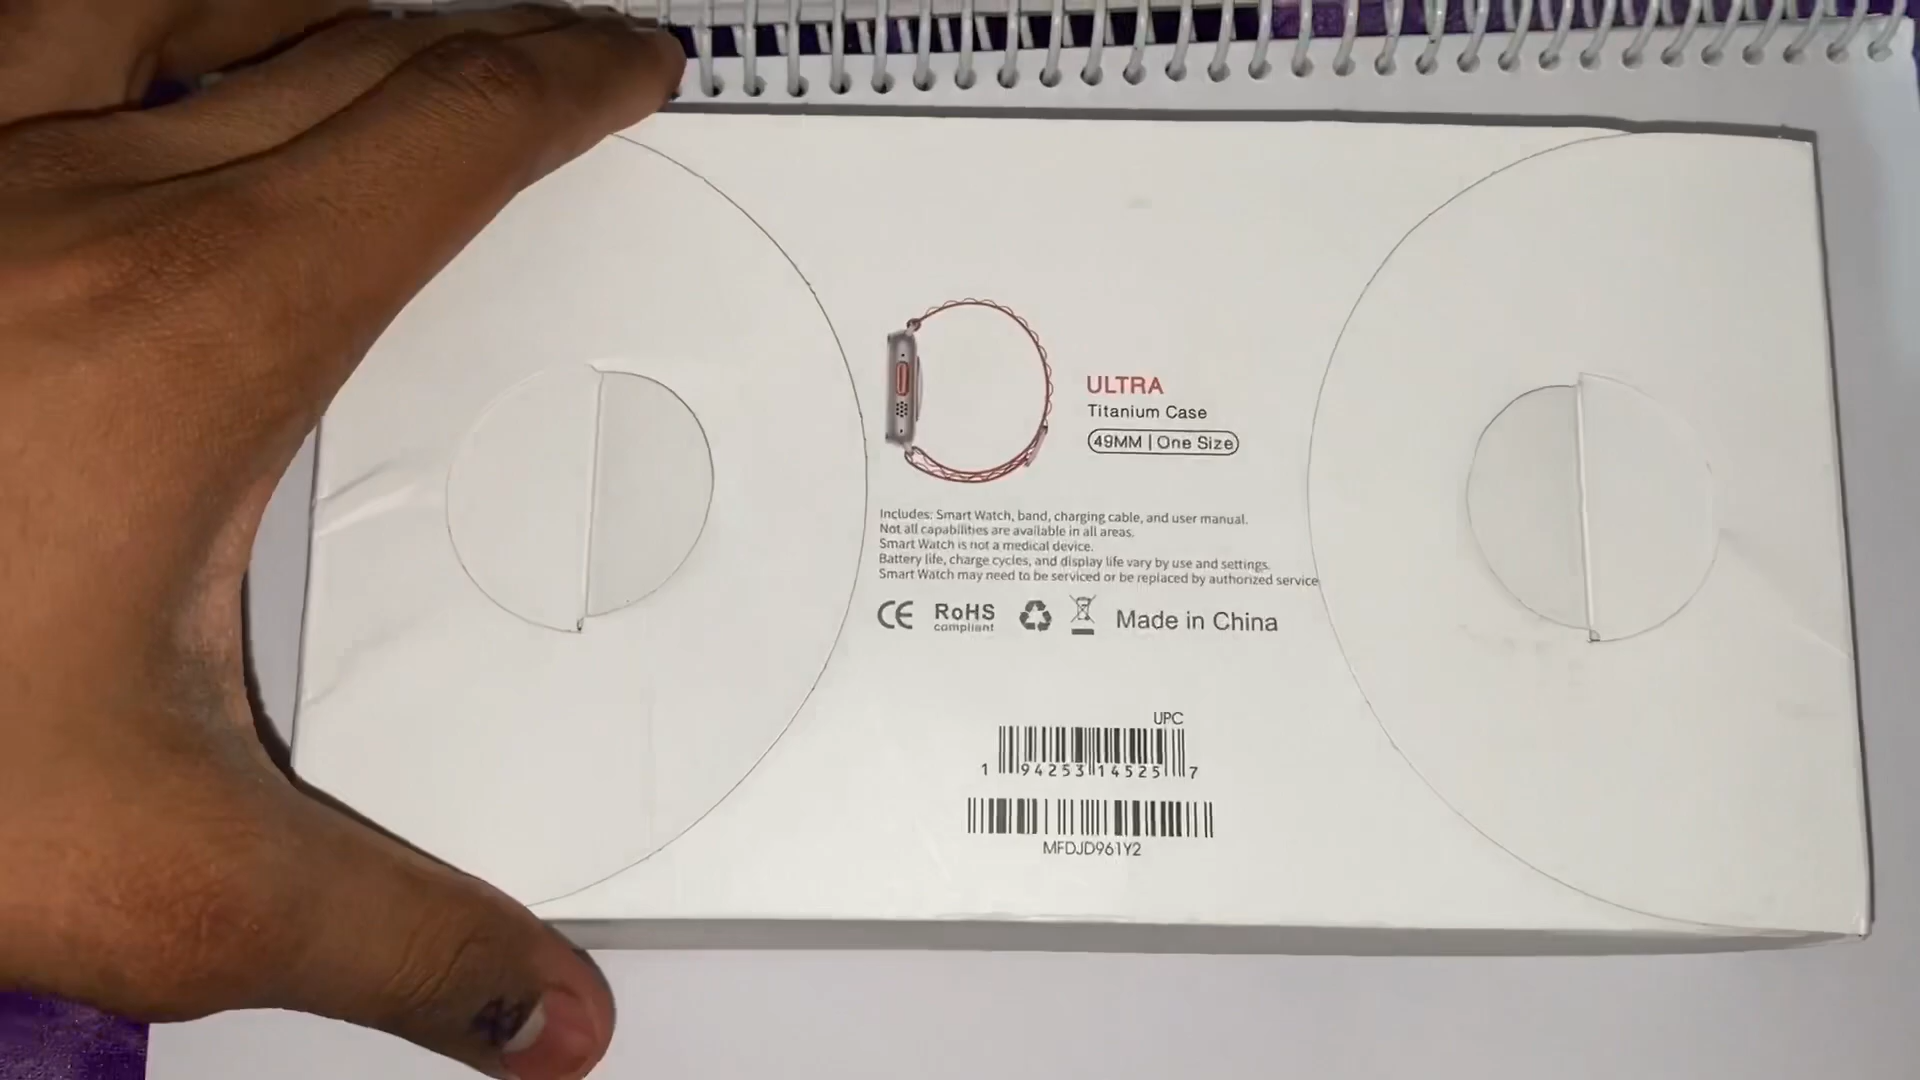 ULTRA
Titanium Case
49MM | One Size
Includes: Smart Watch, band, charging cable, and user manual.
Not all capabilities are available in all areas.
Smart Watch is not a medical device.
Battery life, charge cycles, and display life vary by use and settings.
Smart Watch may need to be serviced or be replaced by authorized service
CE RoHS Made in China
compliant
UPC
1 94253 14525 7
MFDJD961Y2